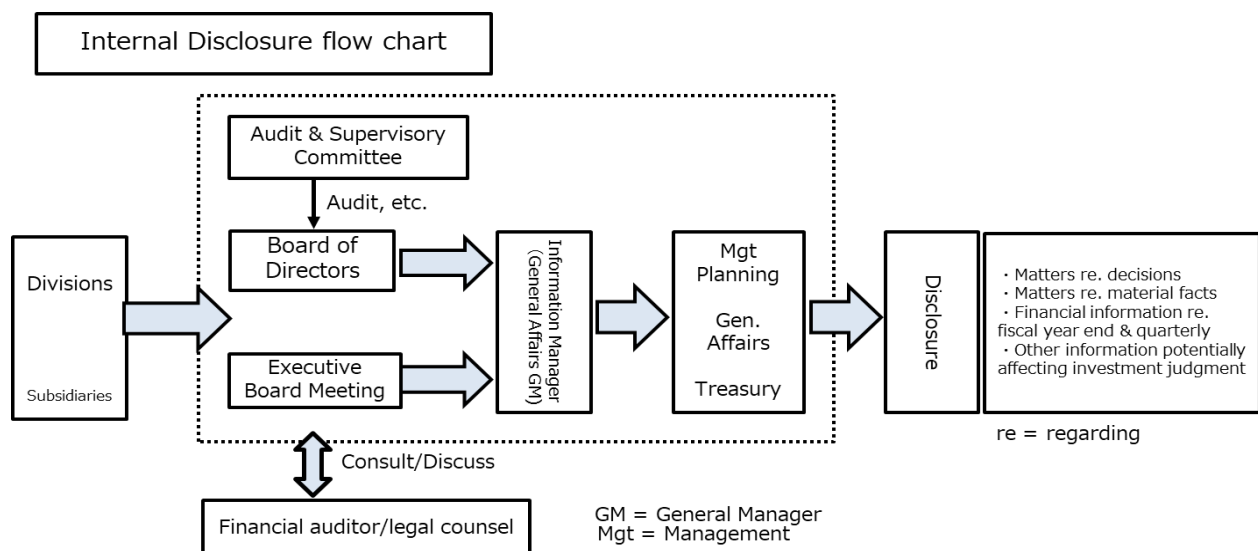 Internal Disclosure flow chart
Audit & Supervisory
Committee
Audit, etc.
Divisions
Subsidiaries
Board of
Directors
Executive
Board Meeting
Information Manager
(General Affairs GM)
Mgt
Planning
Gen.
Affairs
Treasury
Disclosure
・Matters re. decisions
・Matters re. material facts
・Financial information re.
fiscal year end & quarterly
・Other information potentially
affecting investment judgment
re = regarding
Consult/Discuss
Financial auditor/legal counsel
GM = General Manager
Mgt = Management